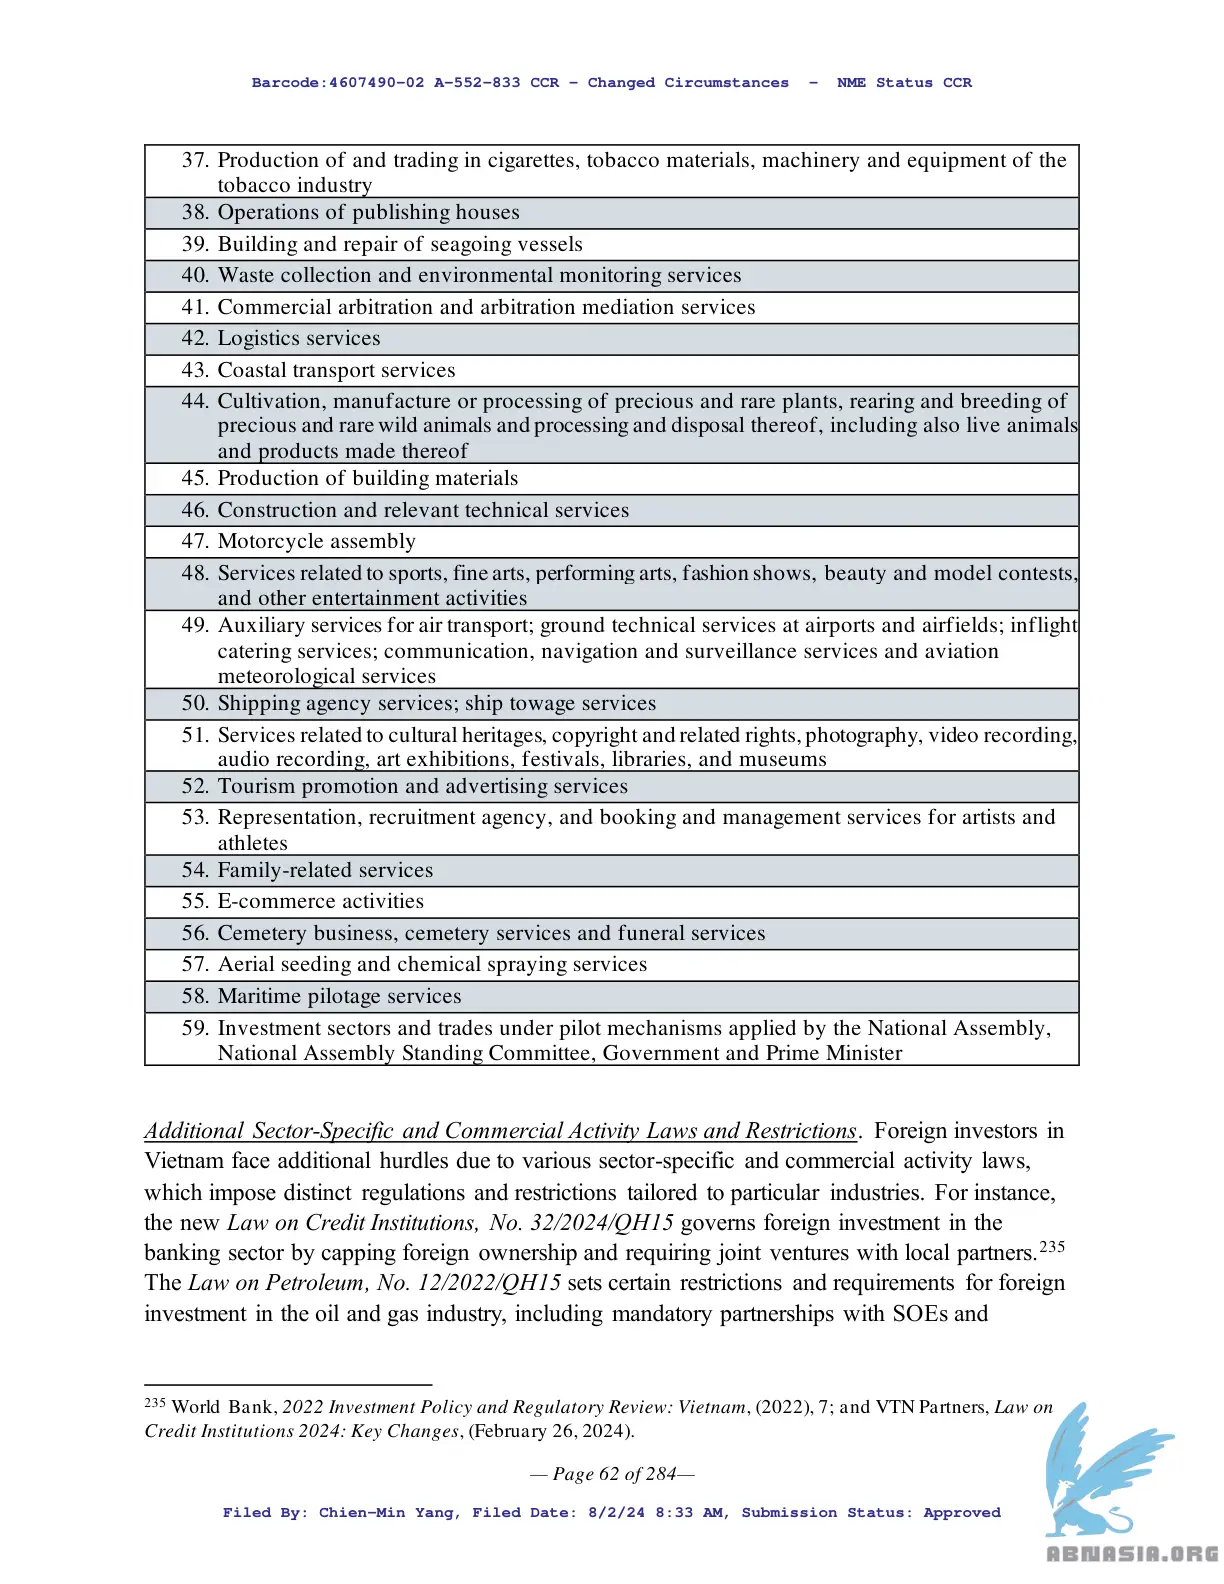 Barcode:4607490-02 A-552-833 CCR - Changed Circumstances - NME Status CCR
37. Production of and trading in cigarettes, tobacco materials, machinery and equipment of the
tobacco industry
38. Operations of publishing houses
39. Building and repair of seagoing vessels
40. Waste collection and environmental monitoring services
41. Commercial arbitration and arbitration mediation services
42. Logistics services
43. Coastal transport services
44. Cultivation, manufacture or processing of precious and rare plants, rearing and breeding of
precious and rare wild animals and processing and disposal thereof, including also live animals
and products made thereof
45. Production of building materials
46. Construction and relevant technical services
47. Motorcycle assembly
48. Services related to sports, fine arts, performing arts, fashion shows, beauty and model contests,
and other entertainment activities
49. Auxiliary services for air transport; ground technical services at airports and airfields; inflight
catering services; communication, navigation and surveillance services and aviation
meteorological services
50. Shipping agency services; ship towage services
51. Services related to cultural heritages, copyright and related rights, photography, video recording,
audio recording, art exhibitions, festivals, libraries, and museums
52. Tourism promotion and advertising services
53. Representation, recruitment agency, and booking and management services for artists and
athletes
54. Family-related services
55. E-commerce activities
56. Cemetery business, cemetery services and funeral services
57. Aerial seeding and chemical spraying services
58. Maritime pilotage services
59. Investment sectors and trades under pilot mechanisms applied by the National Assembly,
National Assembly Standing Committee, Government and Prime Minister
Additional Sector-Specific and Commercial Activity Laws and Restrictions. Foreign investors in
Vietnam face additional hurdles due to various sector-specific and commercial activity laws,
which impose distinct regulations and restrictions tailored to particular industries. For instance,
the new Law on Credit Institutions, No. 32/2024/QH15 governs foreign investment in the
banking sector by capping foreign ownership and requiring joint ventures with local partners.235
The Law on Petroleum, No. 12/2022/QH15 sets certain restrictions and requirements for foreign
investment in the oil and gas industry, including mandatory partnerships with SOEs and
235 World Bank, 2022 Investment Policy and Regulatory Review: Vietnam, (2022), 7; and VTN Partners, Law on
Credit Institutions 2024: Key Changes, (February 26, 2024).
— Page 62 of 284—
Filed By: Chien-Min Yang, Filed Date: 8/2/24 8:33 AM, Submission Status: Approved
ABNASIA.ORG